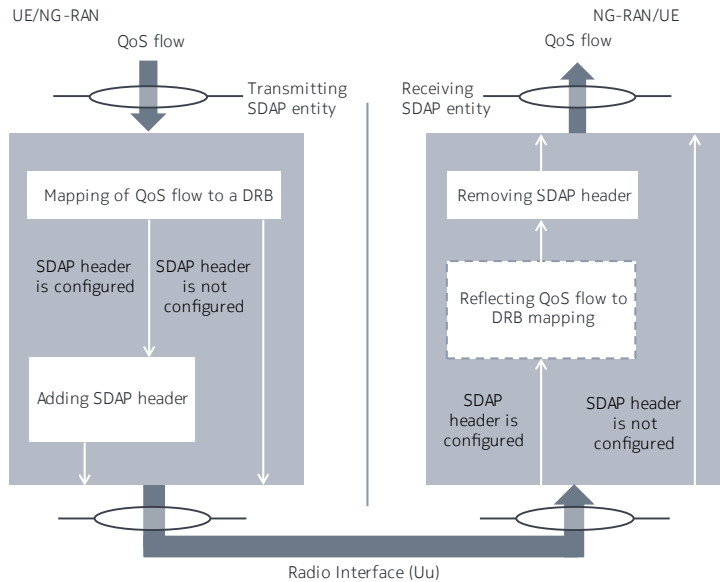 UE/NG-RAN
QoS flow
Transmitting
SDAP entity
Mapping of QoS flow to a DRB
SDAP header
is configured
SDAP header
is not
configured
Adding SDAP header
NG-RAN/UE
QoS flow
Receiving
SDAP entity
Removing SDAP header
Reflecting QoS flow to
DRB mapping
SDAP
header is
configured
SDAP header
is not
configured
Radio Interface (Uu)